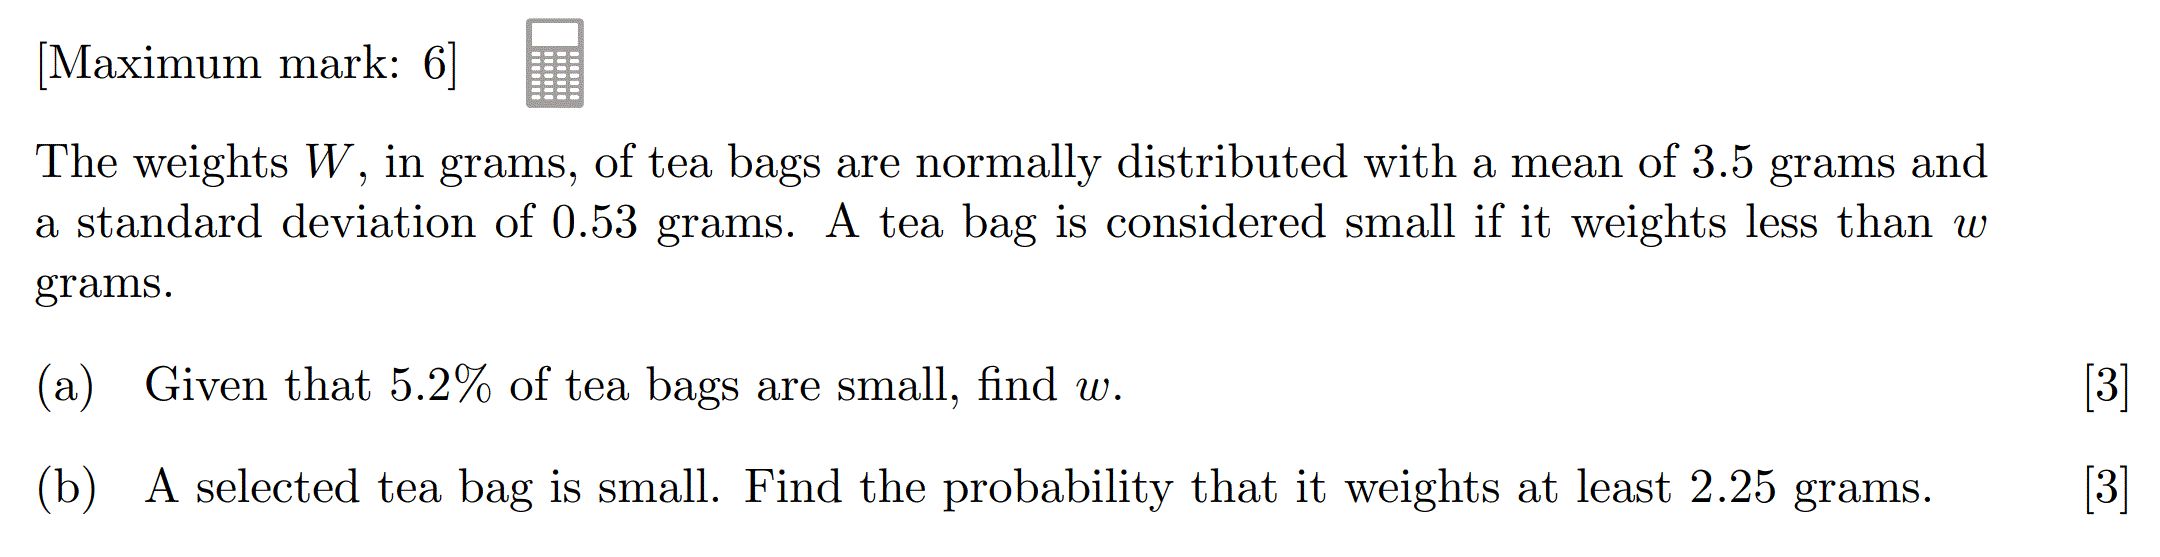 [Maximum mark: 6]
The weights W, in grams, of tea bags are normally distributed with a mean of 3.5 grams and
a standard deviation of 0.53 grams. A tea bag is considered small if it weights less than w
grams.
(a) Given that 5.2% of tea bags are small, find w. [3]
(b) A selected tea bag is small. Find the probability that it weights at least 2.25 grams. [3]